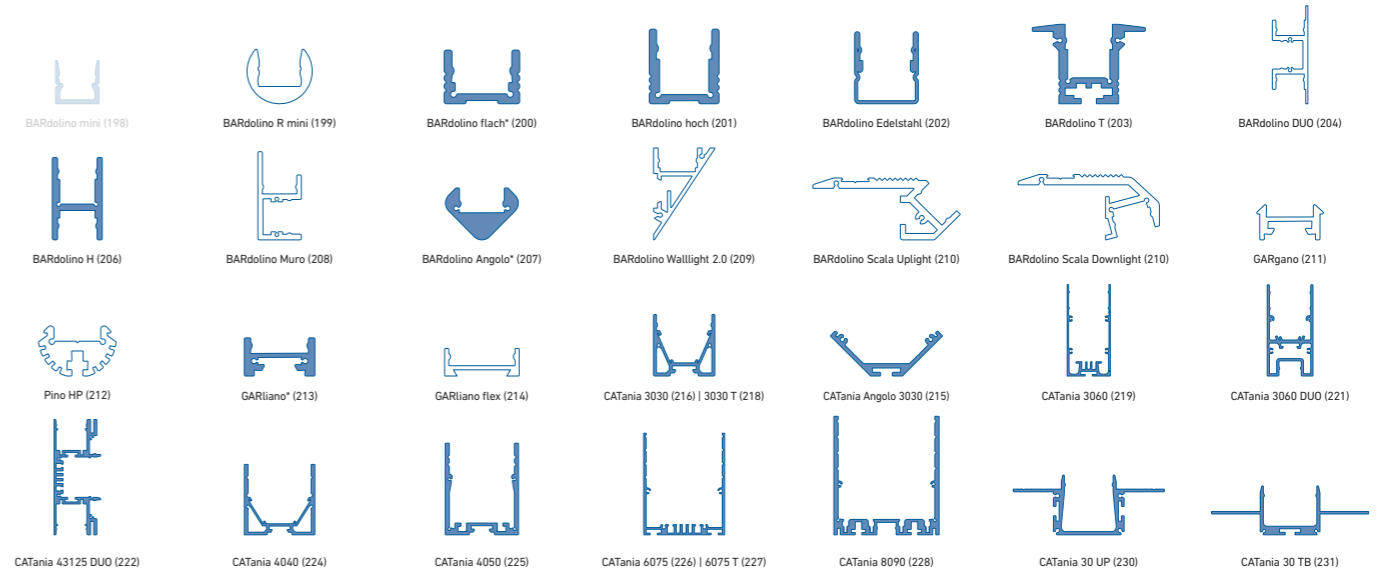 BARdolino mini (198)
BARdolino R mini (199)
BARdolino flach* (200)
BARdolino hoch (201)
BARdolino Edelstahl (202)
BARdolino T (203)
BARdolino DUO (204)
BARdolino H (206)
BARdolino Muro (208)
BARdolino Angolo* (207)
BARdolino Walllight 2.0 (209)
BARdolino Scala Uplight (210)
BARdolino Scala Downlight (210)
GARgano (211)
Pino HP (212)
GARliano* (213)
GARliano flex (214)
CATania 3030 (216) | 3030 T (218)
CATania Angolo 3030 (215)
CATania 3060 (219)
CATania 3060 DUO (221)
CATania 43125 DUO (222)
CATania 4040 (224)
CATania 4050 (225)
CATania 6075 (226) | 6075 T (227)
CATania 8090 (228)
CATania 30 UP (230)
CATania 30 TB (231)